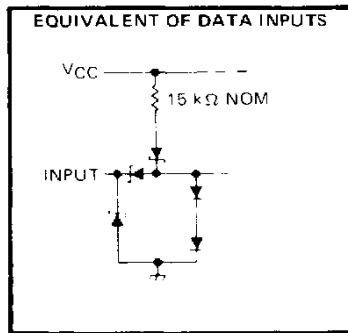 EQUIVALENT OF DATA INPUTS
VCC
15 kΩ NOM
INPUT